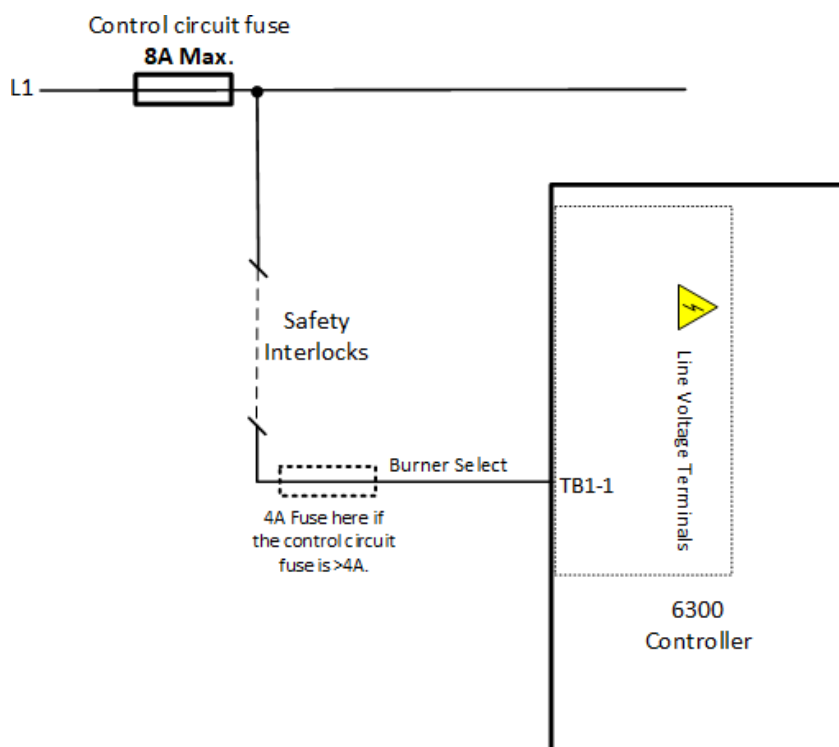 Control circuit fuse
8A Max.
L1
Safety
Interlocks
Line Voltage Terminals
Burner Select
TB1-1
4A Fuse here if
the control circuit
fuse is >4A.
6300
Controller